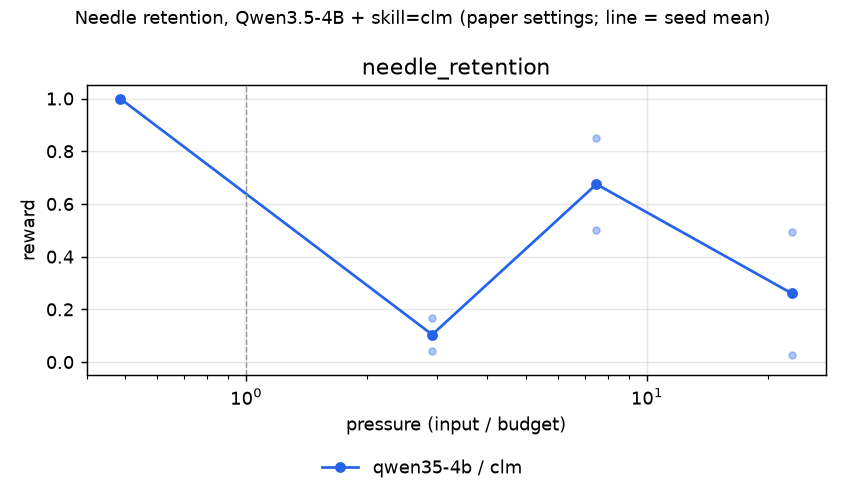 Needle retention, Qwen3.5-4B + skill=clm (paper settings; line = seed mean)
needle_retention
reward
1.0
0.8
0.6
0.4
0.2
0.0
10⁰
10¹
pressure (input / budget)
qwen35-4b / clm